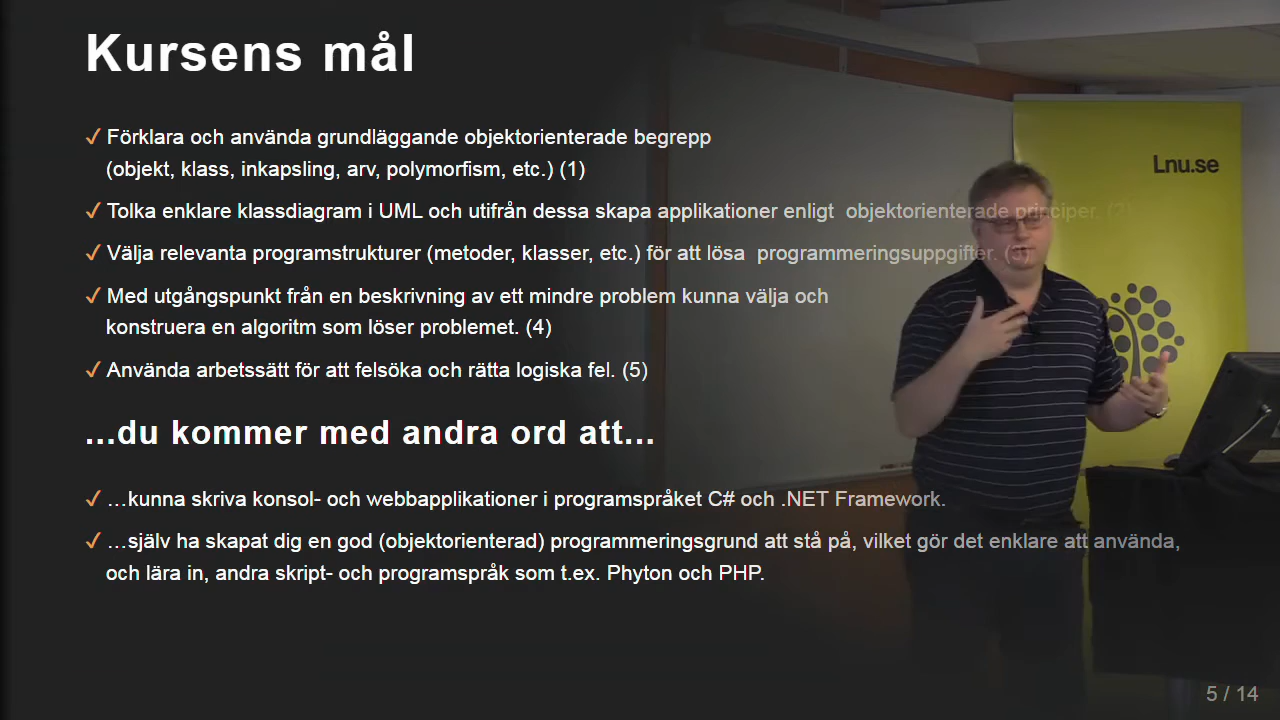 Kursens mål
✓ Förklara och använda grundläggande objektorienterade begrepp
(objekt, klass, inkapsling, arv, polymorfism, etc.) (1)
✓ Tolka enklare klassdiagram i UML och utifrån dessa skapa applikationer enligt objektorienterade principer. (2)
✓ Välja relevanta programstrukturer (metoder, klasser, etc.) för att lösa programmeringsuppgifter. (3)
✓ Med utgångspunkt från en beskrivning av ett mindre problem kunna välja och
konstruera en algoritm som löser problemet. (4)
✓ Använda arbetssätt för att felsöka och rätta logiska fel. (5)
...du kommer med andra ord att...
✓ …kunna skriva konsol- och webbapplikationer i programspråket C# och .NET Framework.
✓ …själv ha skapat dig en god (objektorienterad) programmeringsgrund att stå på, vilket gör det enklare att använda,
och lära in, andra skript- och programspråk som t.ex. Phyton och PHP.
Lnu.se
5 / 14